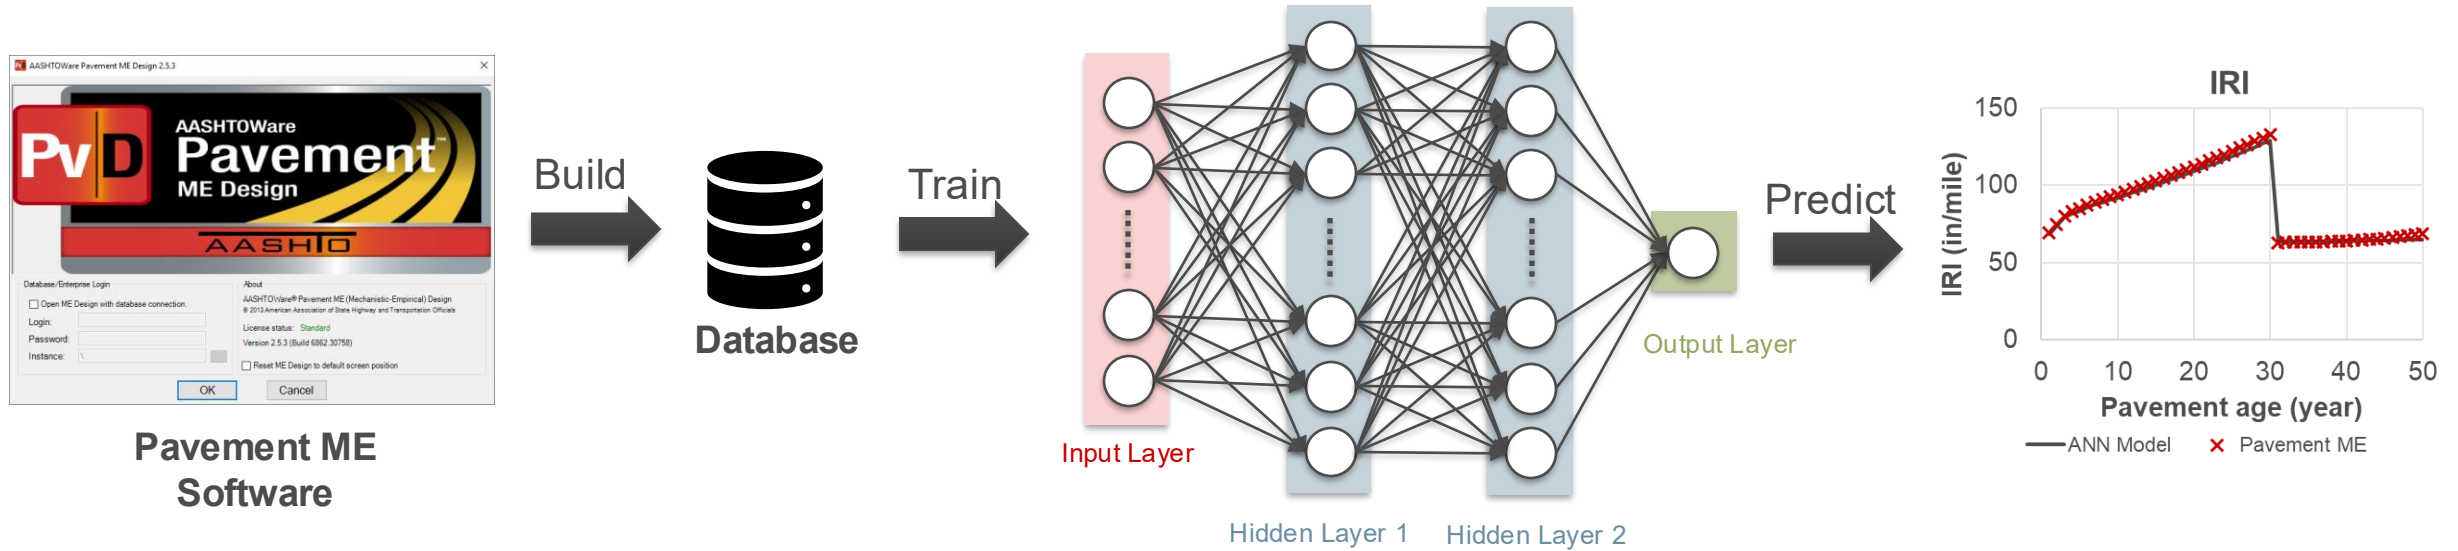 AASHTOWare Pavement ME Design 2.5.3
PvD
AASHTOWare
Pavement™
ME Design
AASHTO
Database/Enterprise Login
Open ME Design with database connection.
Login:
Password:
Instance:
\
About
AASHTOWare® Pavement ME (Mechanistic-Empirical) Design
© 2013 American Association of State Highway and Transportation Officials
License status: Standard
Version 2.5.3 (Build 6862.30758)
Reset ME Design to default screen position
OK
Cancel
Pavement ME
Software
Build
Database
Train
Input Layer
Hidden Layer 1
Hidden Layer 2
Output Layer
Predict
IRI
IRI (in/mile)
150
100
50
0
0 10 20 30 40 50
Pavement age (year)
ANN Model
Pavement ME